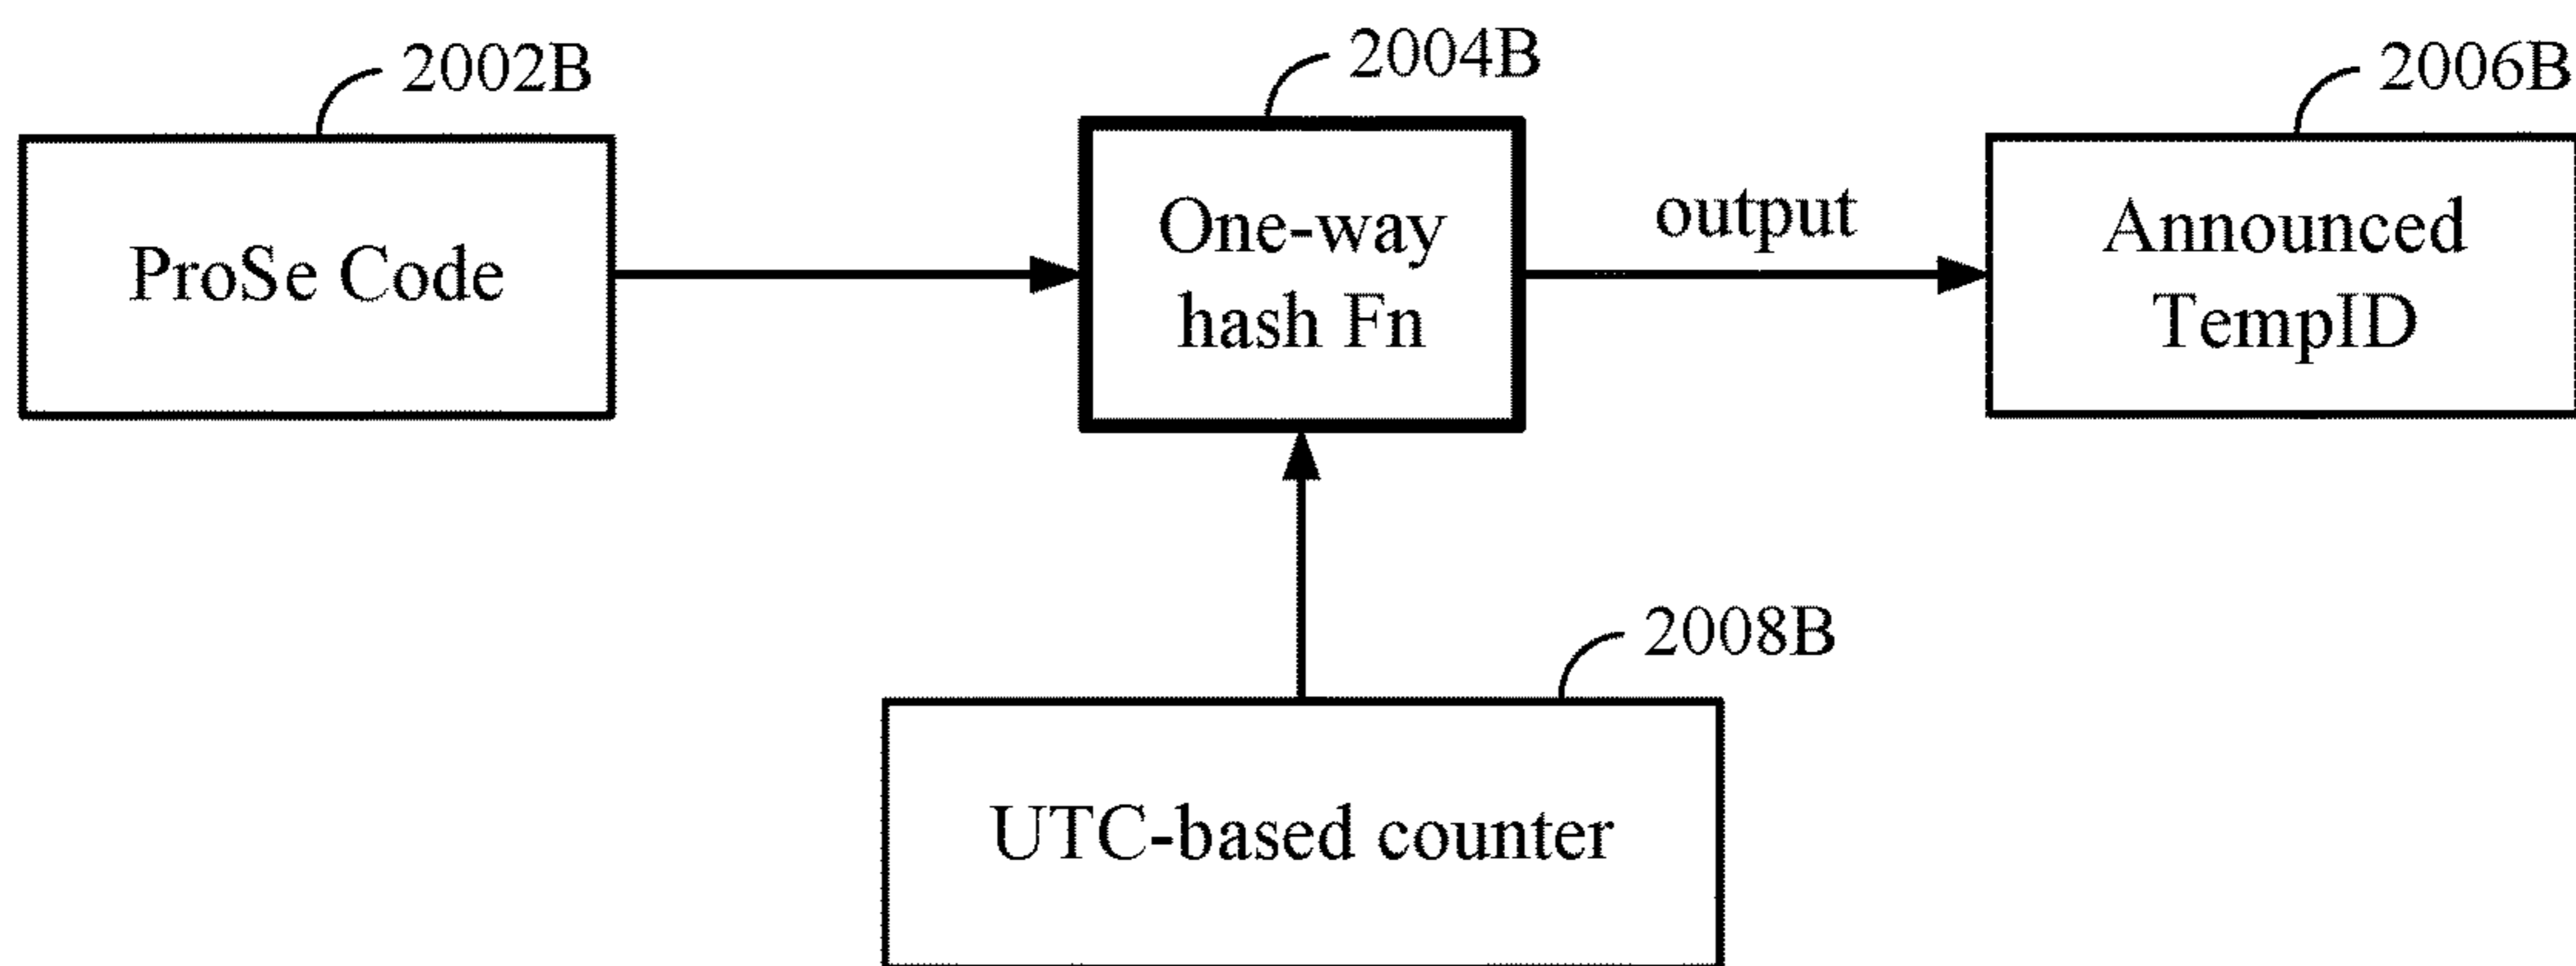 2002B
2004B
2006B
ProSe Code
One-way
hash Fn
output
Announced
TempID
2008B
UTC-based counter